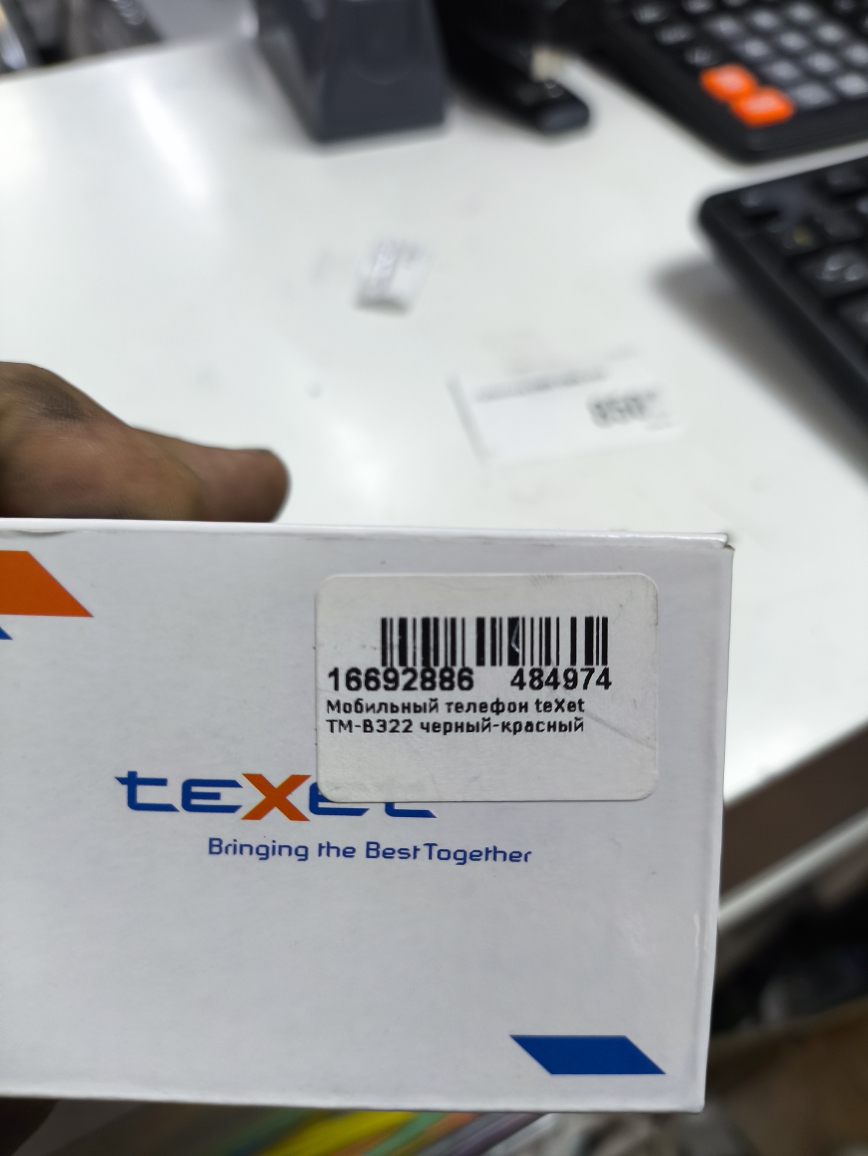 16692886 484974
Мобильный телефон teXet
TM-B322 черный-красный
teXet
Bringing the Best Together